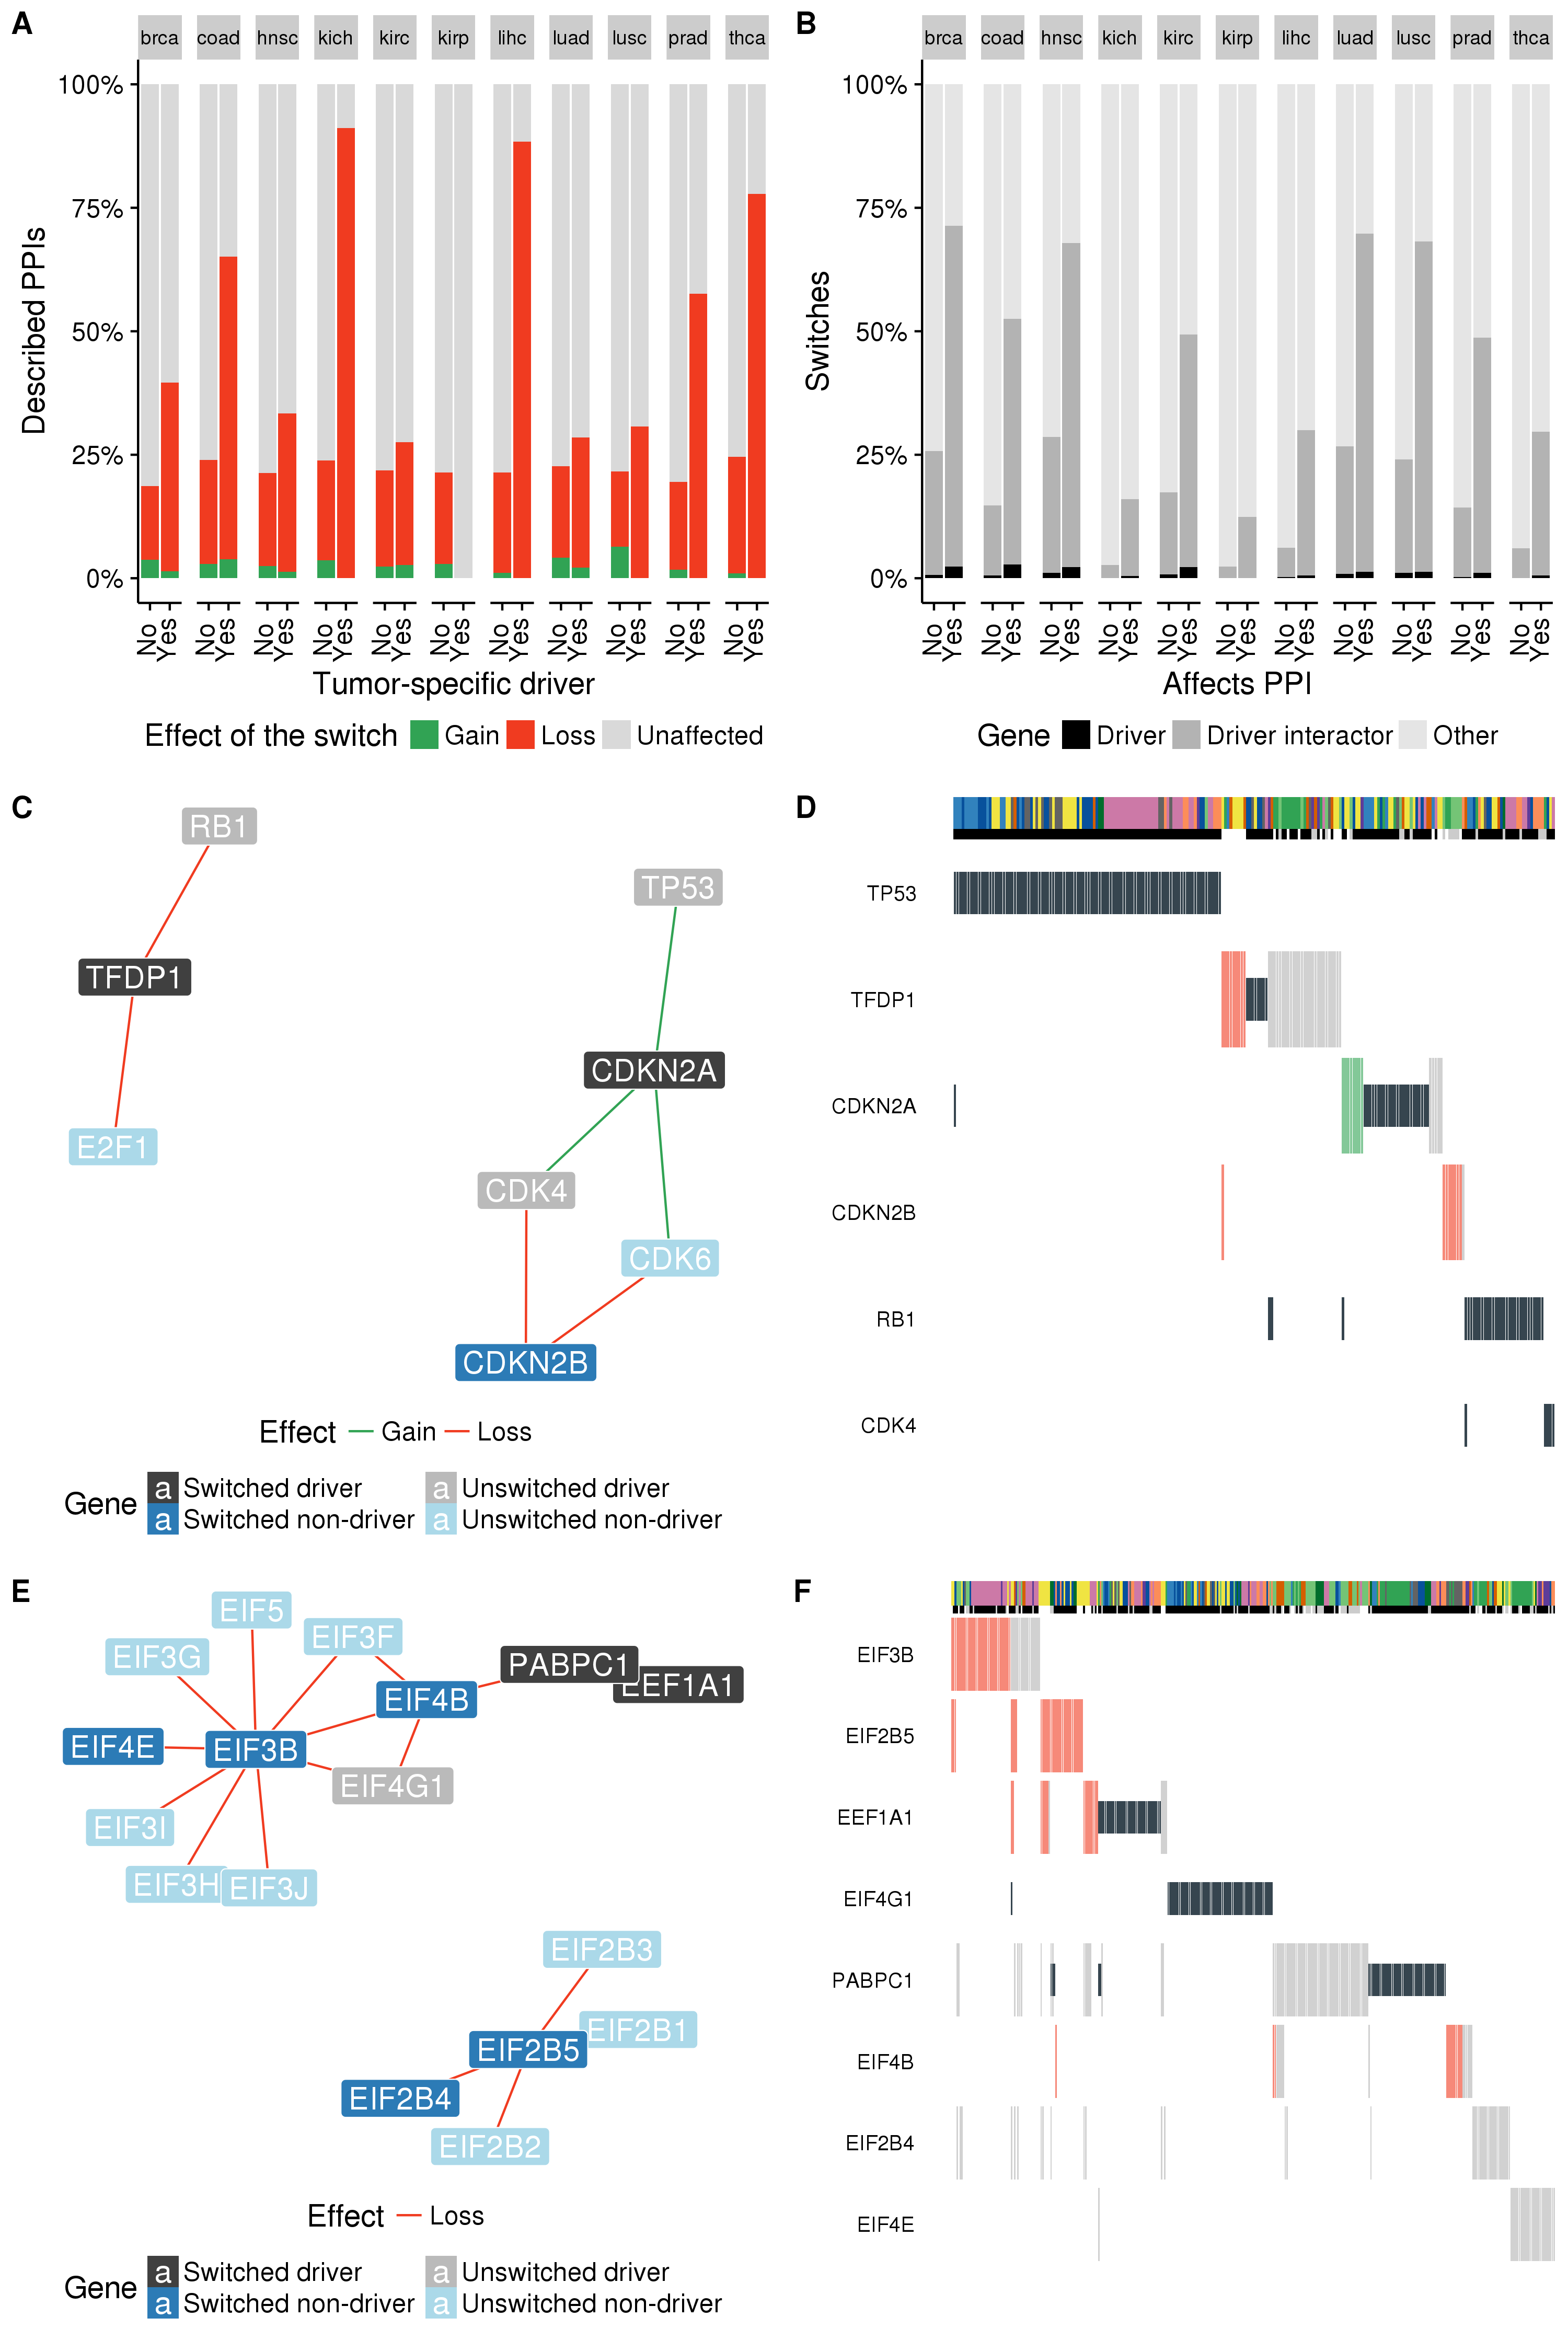 A
brca coad hnsc kich kirc kirp lihc luad lusc prad thca
100%
75%
50%
25%
0%
Described PPIs
No Yes No Yes No Yes No Yes No Yes No Yes No Yes No Yes No Yes No Yes No Yes
Tumor-specific driver
Effect of the switch Gain Loss Unaffected
B
brca coad hnsc kich kirc kirp lihc luad lusc prad thca
100%
75%
50%
25%
0%
Switches
No Yes No Yes No Yes No Yes No Yes No Yes No Yes No Yes No Yes No Yes No Yes
Affects PPI
Gene Driver Driver interactor Other
C
RB1
TP53
TFDP1
CDKN2A
E2F1
CDK4
CDK6
CDKN2B
Effect Gain Loss
Gene
a Switched driver a Unswitched driver
a Switched non-driver a Unswitched non-driver
D
TP53
TFDP1
CDKN2A
CDKN2B
RB1
CDK4
E
EIF5
EIF3F
EIF3G
PABPC1
EEF1A1
EIF4B
EIF4E
EIF3B
EIF4G1
EIF3I
EIF3H
EIF3J
EIF2B3
EIF2B1
EIF2B5
EIF2B4
EIF2B2
Effect Loss
Gene
a Switched driver a Unswitched driver
a Switched non-driver a Unswitched non-driver
F
EIF3B
EIF2B5
EEF1A1
EIF4G1
PABPC1
EIF4B
EIF2B4
EIF4E